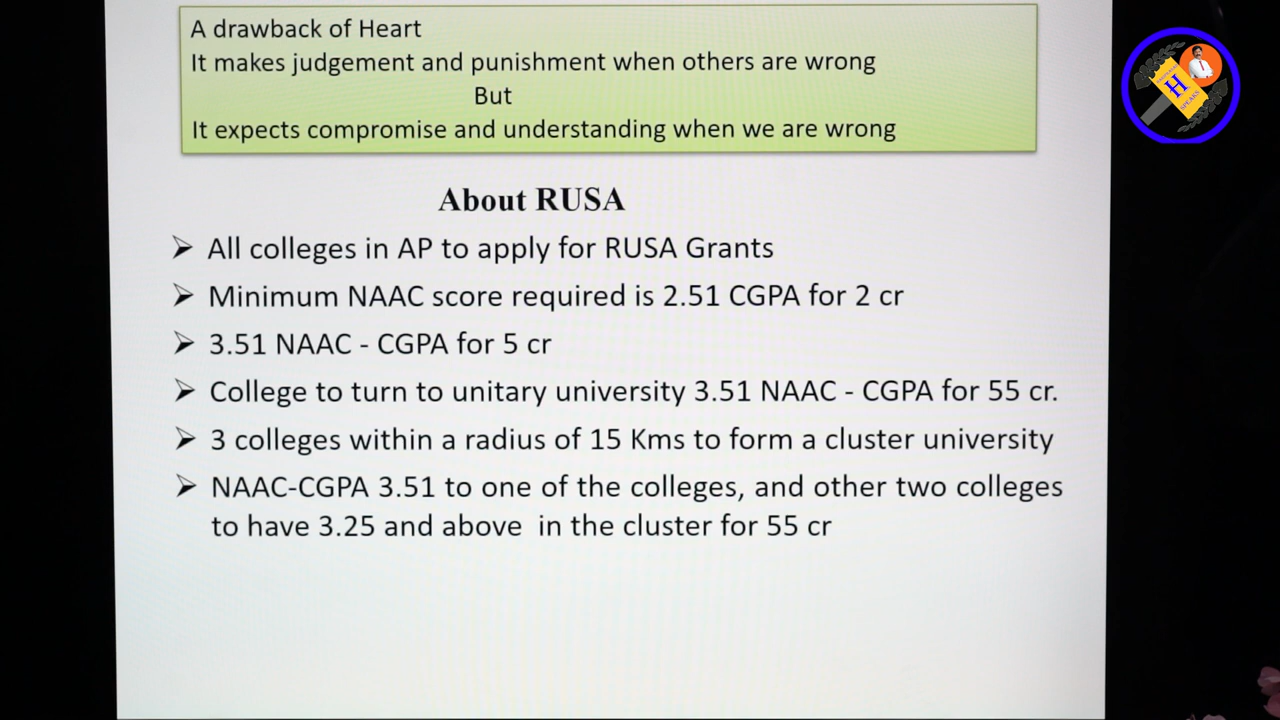 A drawback of Heart
It makes judgement and punishment when others are wrong
But
It expects compromise and understanding when we are wrong
H
SPEAKS
About RUSA
➢ All colleges in AP to apply for RUSA Grants
➢ Minimum NAAC score required is 2.51 CGPA for 2 cr
➢ 3.51 NAAC - CGPA for 5 cr
➢ College to turn to unitary university 3.51 NAAC - CGPA for 55 cr.
➢ 3 colleges within a radius of 15 Kms to form a cluster university
➢ NAAC-CGPA 3.51 to one of the colleges, and other two colleges
to have 3.25 and above in the cluster for 55 cr